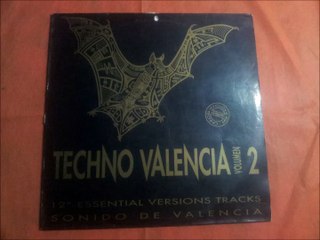 TECHNO VALENCIA VOLUMEN 2
12" ESSENTIAL VERSIONS TRACKS
SONIDO DE VALENCIA